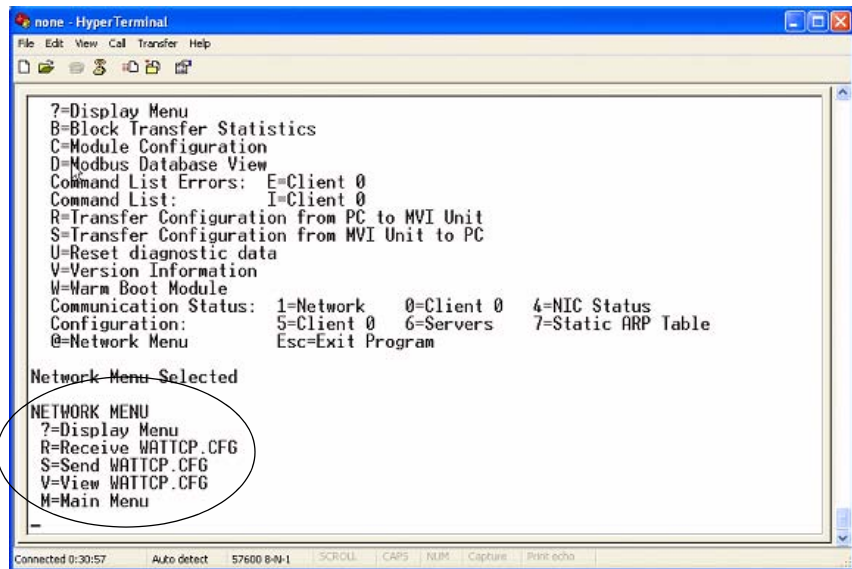 none - HyperTerminal
File Edit View Call Transfer Help
?=Display Menu
B=Block Transfer Statistics
C=Module Configuration
D=Modbus Database View
Command List Errors: E=Client 0
Command List: I=Client 0
R=Transfer Configuration from PC to MVI Unit
S=Transfer Configuration from MVI Unit to PC
U=Reset diagnostic data
V=Version Information
W=Warm Boot Module
Communication Status: 1=Network 0=Client 0 4=NIC Status
Configuration: 5=Client 0 6=Servers 7=Static ARP Table
@=Network Menu Esc=Exit Program
Network Menu Selected
NETWORK MENU
?=Display Menu
R=Receive WATTCP.CFG
S=Send WATTCP.CFG
V=View WATTCP.CFG
M=Main Menu
Connected 0:30:57 Auto detect 57600 8-N-1 SCROLL CAPS NUM Capture Print echo